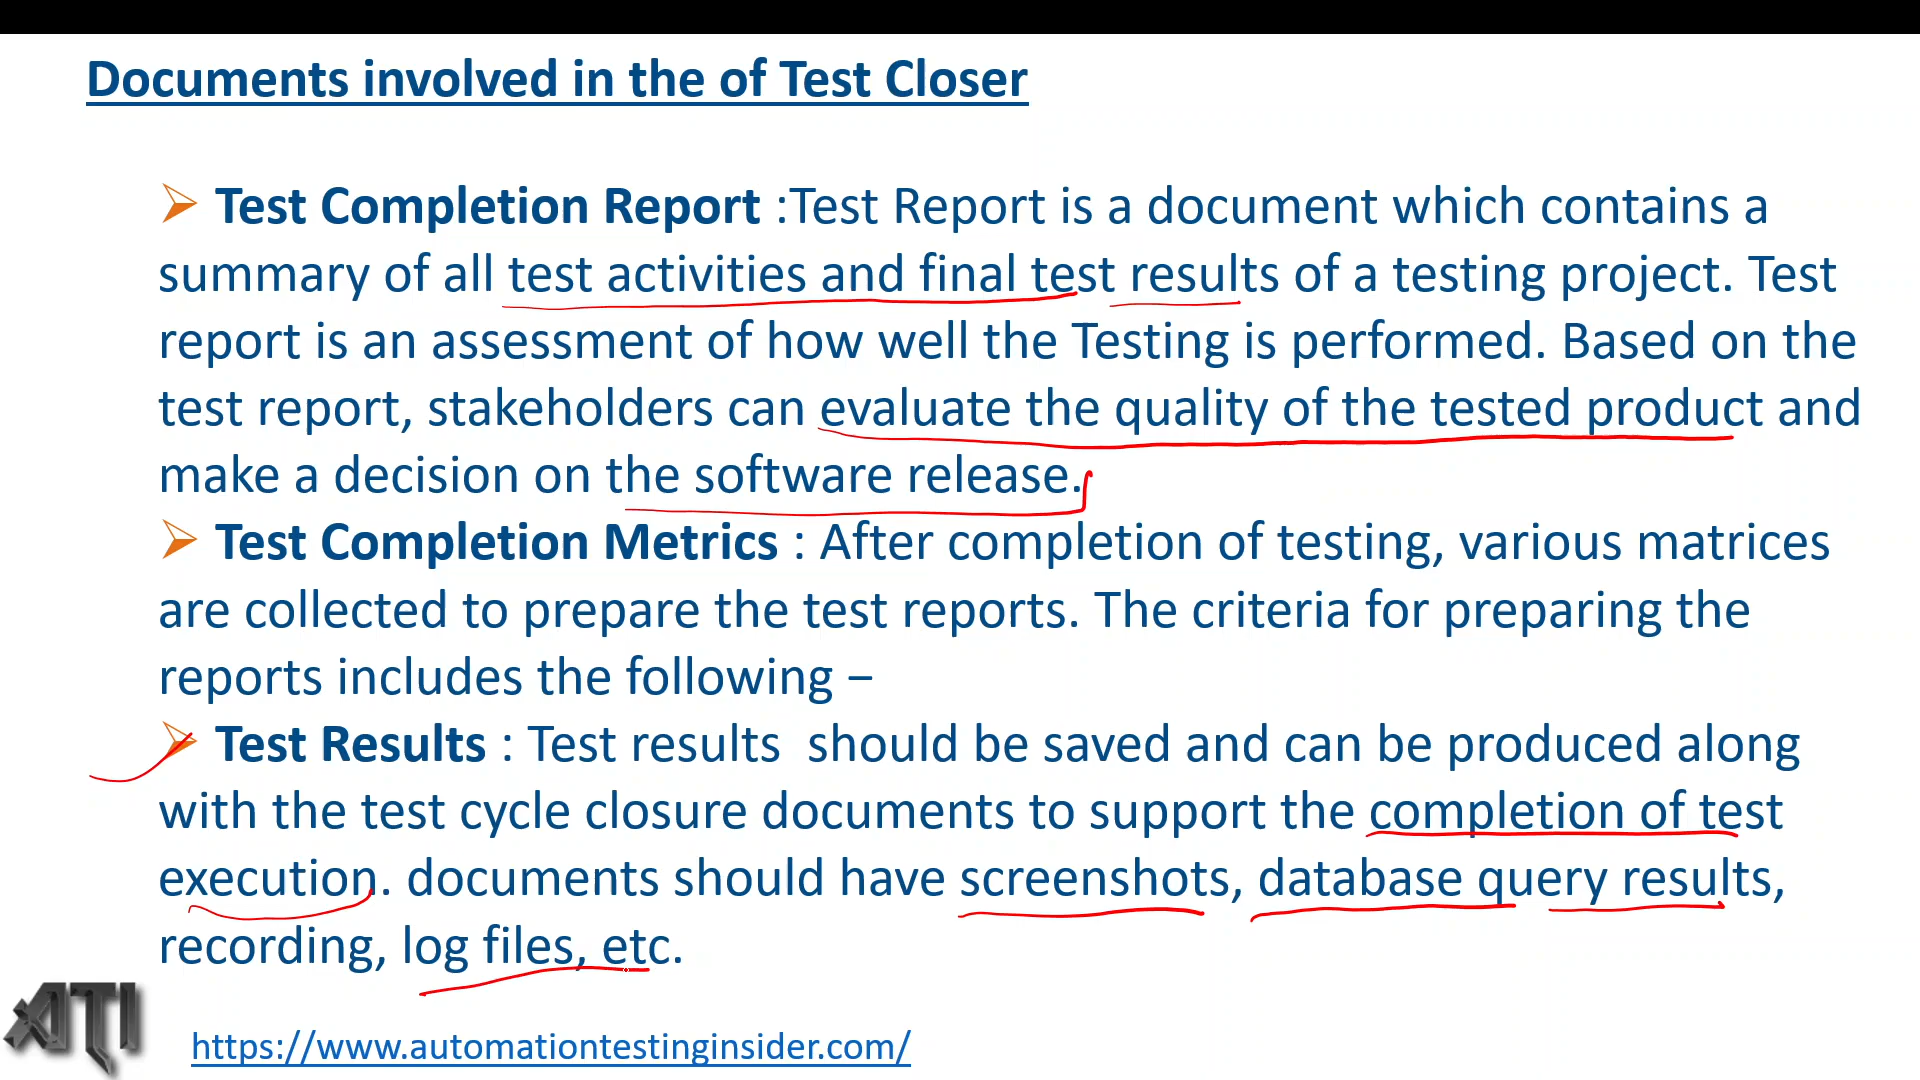 Documents involved in the of Test Closer
Test Completion Report :Test Report is a document which contains a
summary of all test activities and final test results of a testing project. Test
report is an assessment of how well the Testing is performed. Based on the
test report, stakeholders can evaluate the quality of the tested product and
make a decision on the software release.
Test Completion Metrics : After completion of testing, various matrices
are collected to prepare the test reports. The criteria for preparing the
reports includes the following –
Test Results : Test results  should be saved and can be produced along
with the test cycle closure documents to support the completion of test
execution. documents should have screenshots, database query results,
recording, log files, etc.
ATI
https://www.automationtestinginsider.com/